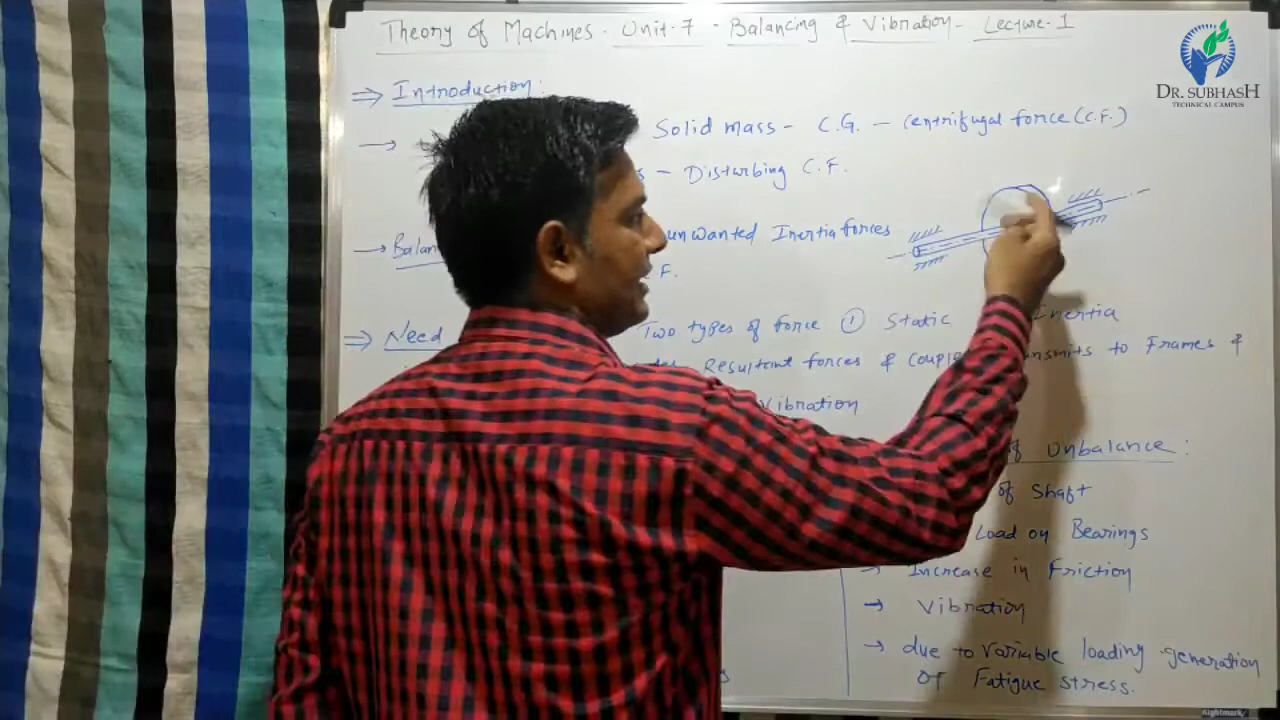 Theory of Machines - Unit-7 - Balancing & Vibration - Lecture-1
DR. SUBHASH
TECHNICAL CAMPUS
⇒ Introduction:
→ Solid mass - C.G. - centrifugal force (C.F.)
- Disturbing C.F.
→ unwanted Inertia forces
F.
⇒ Need Two types of force ① Static Inertia
Resultant forces & couple to Frames &
Vibration
of Unbalance:
of Shaft
Load on Bearings
→ Increase in Friction
→ Vibration
→ due to variable loading generation
of Fatigue stress.